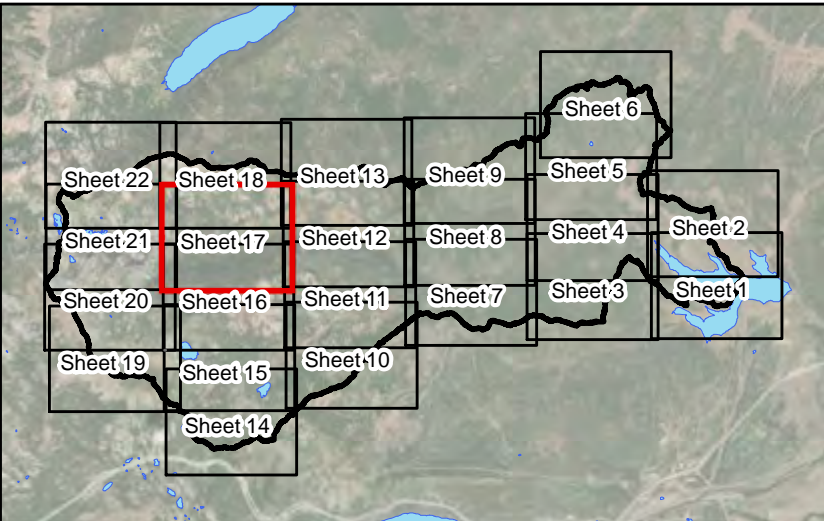 Sheet 6
Sheet 5
Sheet 22
Sheet 18
Sheet 13
Sheet 9
Sheet 2
Sheet 21
Sheet 17
Sheet 12
Sheet 8
Sheet 4
Sheet 20
Sheet 16
Sheet 11
Sheet 7
Sheet 3
Sheet 1
Sheet 19
Sheet 15
Sheet 10
Sheet 14